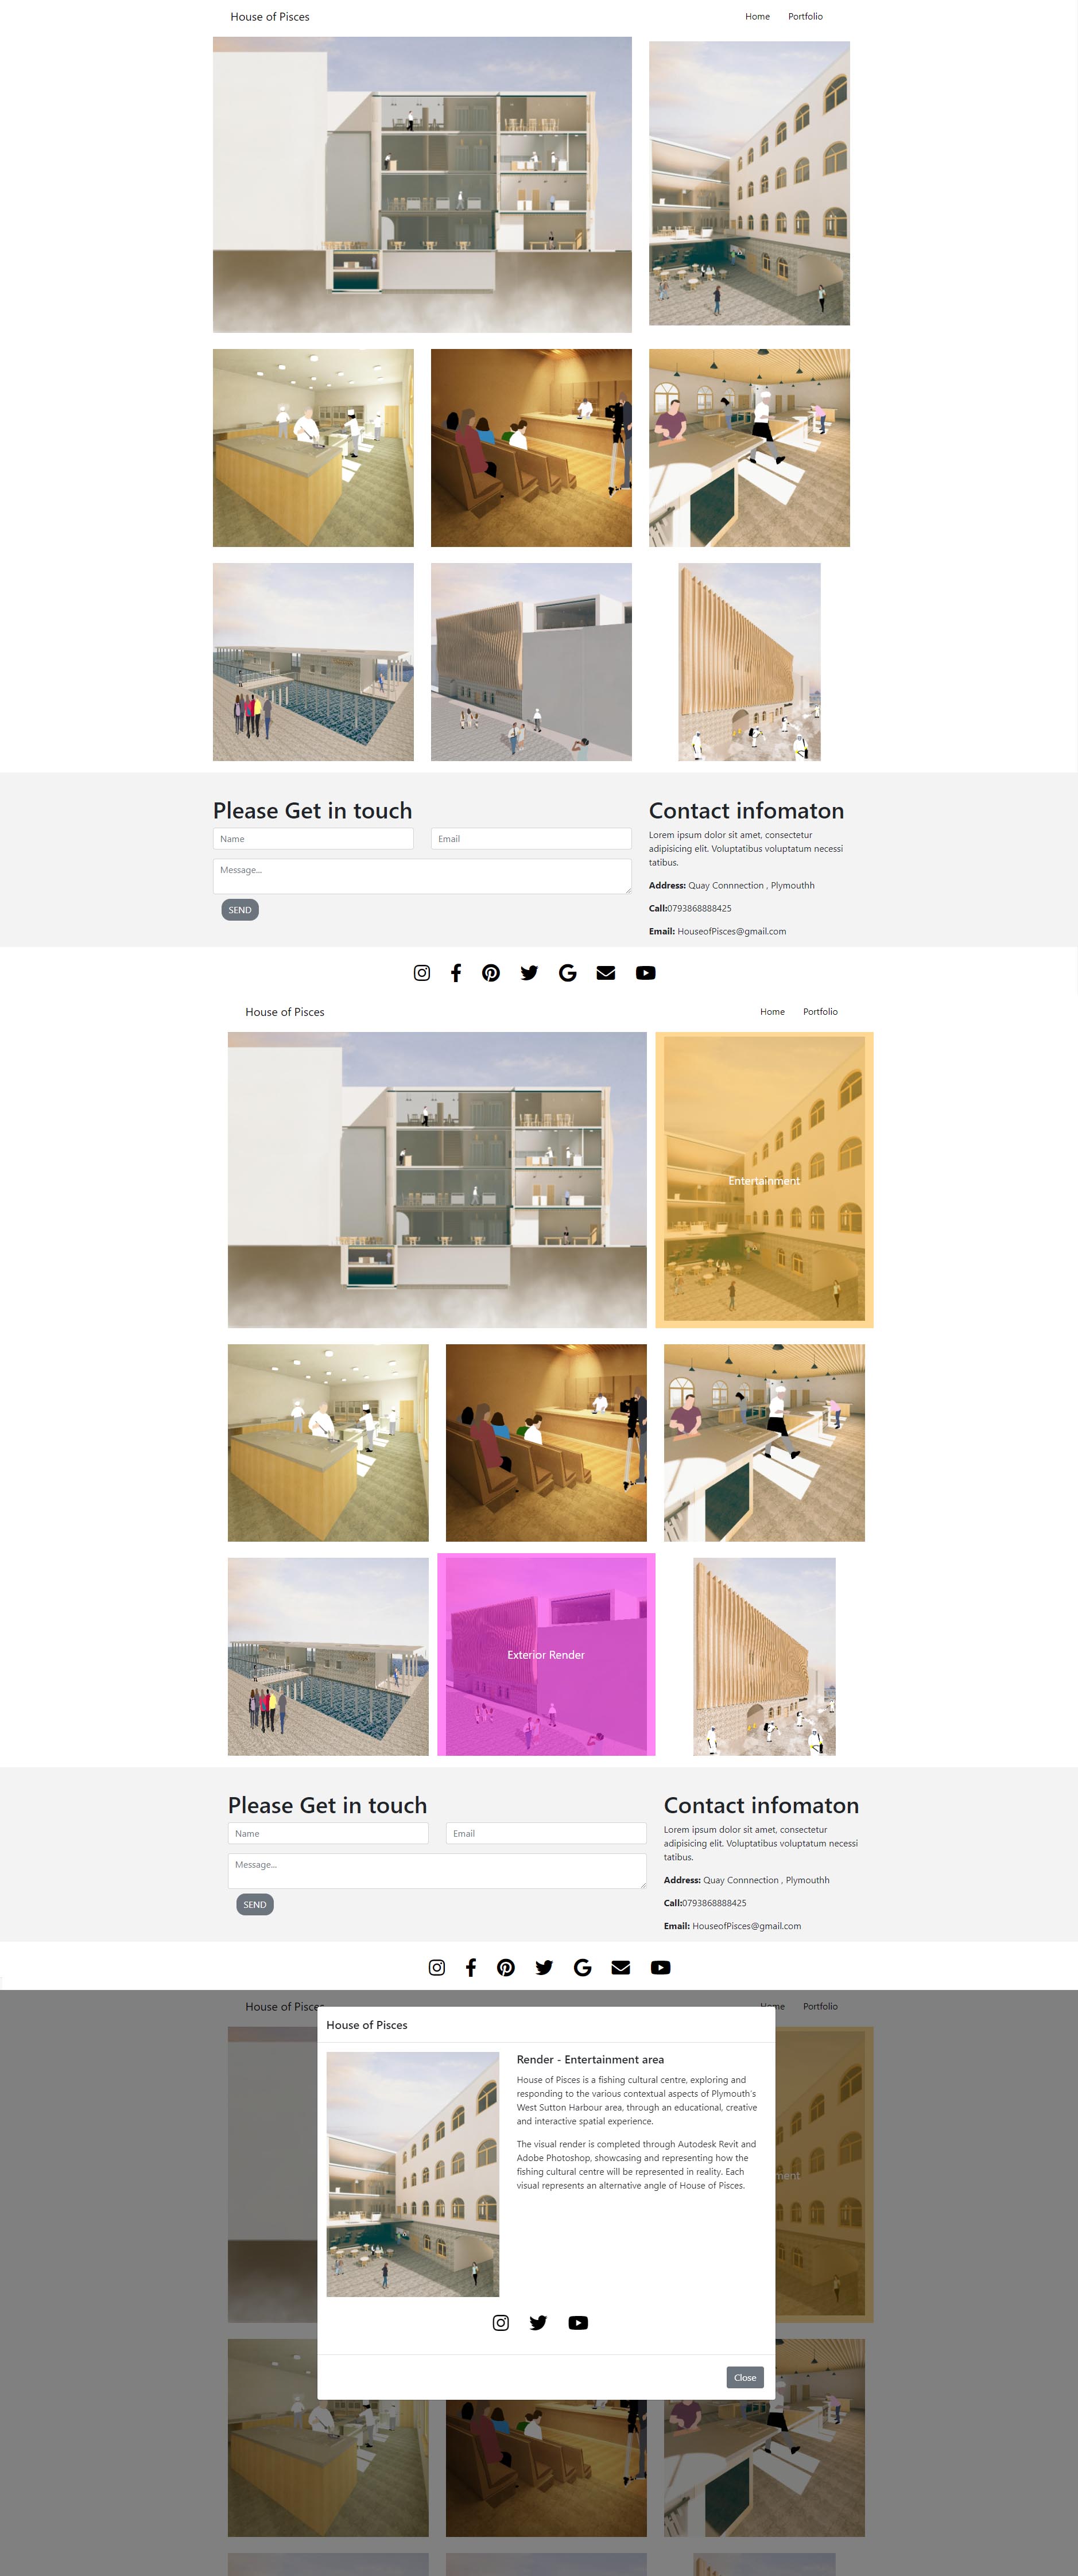 House of Pisces
Home Portfolio
Please Get in touch
Contact infomaton
Name
Email
Lorem ipsum dolor sit amet, consectetur
adipisicing elit. Voluptatibus voluptatum necessi
tatibus.
Message...
Address: Quay Connnection , Plymouthh
SEND
Call:0793868888425
Email: HouseofPisces@gmail.com
House of Pisces
Home Portfolio
Entertainment
Exterior Render
Please Get in touch
Contact infomaton
Name
Email
Lorem ipsum dolor sit amet, consectetur
adipisicing elit. Voluptatibus voluptatum necessi
tatibus.
Message...
Address: Quay Connnection , Plymouthh
SEND
Call:0793868888425
Email: HouseofPisces@gmail.com
House of Pisces
Portfolio
House of Pisces
Render - Entertainment area
House of Pisces is a fishing cultural centre, exploring and
responding to the various contextual aspects of Plymouth's
West Sutton Harbour area, through an educational, creative
and interactive spatial experience.
The visual render is completed through Autodesk Revit and
Adobe Photoshop, showcasing and representing how the
fishing cultural centre will be represented in reality. Each
visual represents an alternative angle of House of Pisces.
Close